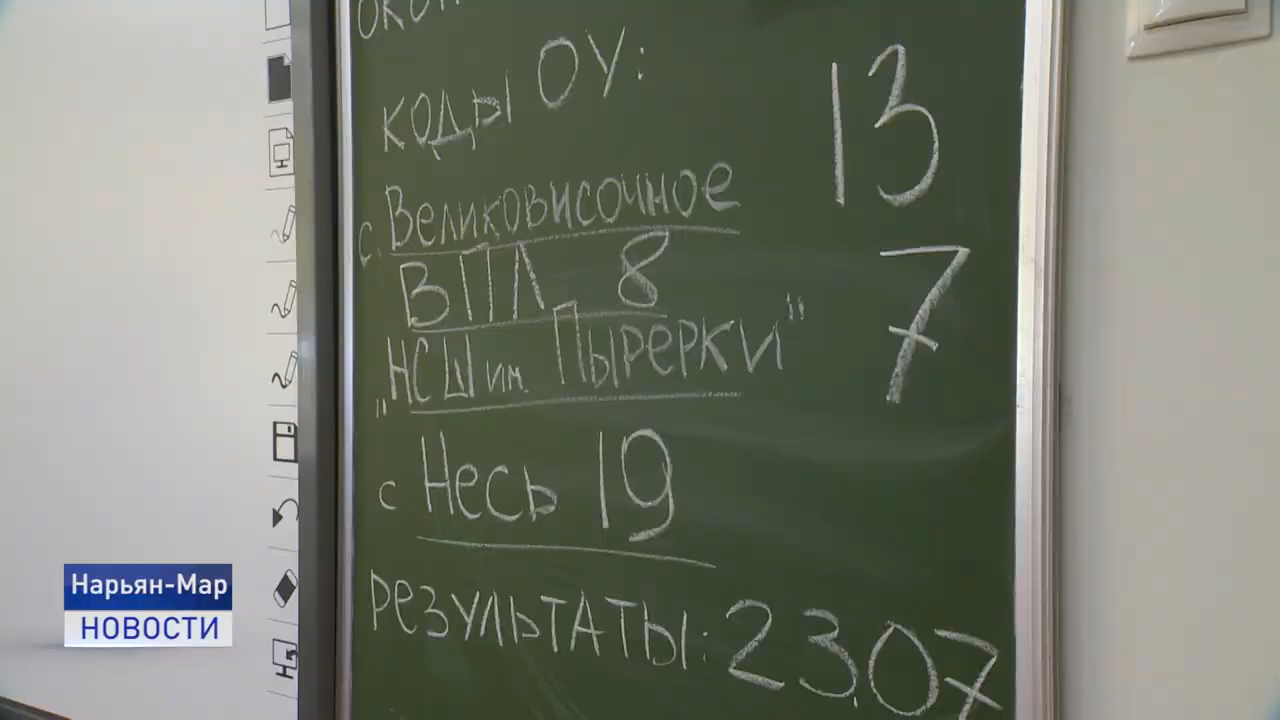 КОДЫ ОУ:
с. Великовисочное 13
ВПЛ 8
„НСШ им. Пырерки" 7
с Несь 19
РЕЗУЛЬТАТЫ: 23.07
Нарьян-Мар
НОВОСТИ